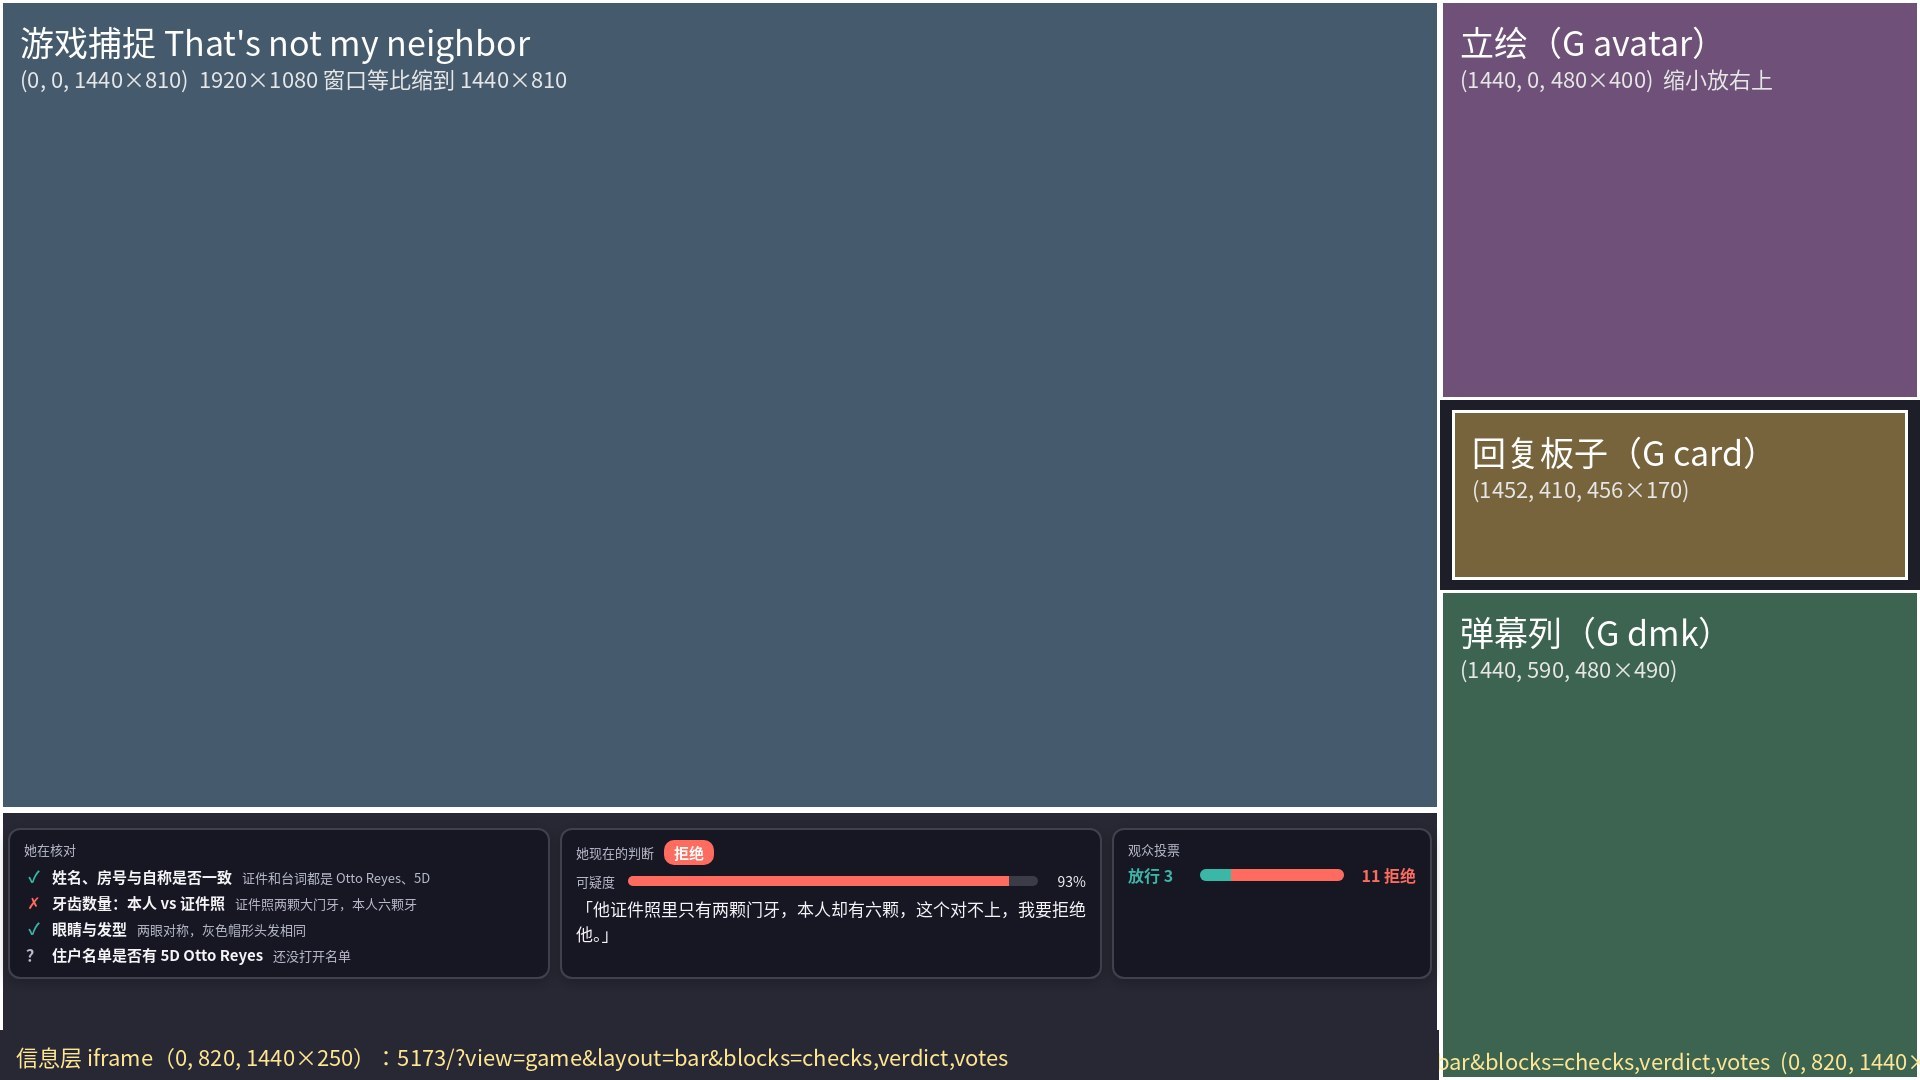 游戏捕捉 That's not my neighbor
(0, 0, 1440×810)  1920×1080 窗口等比缩到 1440×810
立绘（G avatar）
(1440, 0, 480×400)  缩小放右上
回复板子（G card）
(1452, 410, 456×170)
弹幕列（G dmk）
(1440, 590, 480×490)
她在核对
✓ 姓名、房号与自称是否一致 证件和台词都是 Otto Reyes、5D
✗ 牙齿数量：本人 vs 证件照 证件照两颗大门牙，本人六颗牙
✓ 眼睛与发型 两眼对称，灰色帽形头发相同
? 住户名单是否有 5D Otto Reyes 还没打开名单
她现在的判断 拒绝
可疑度 93%
「他证件照里只有两颗门牙，本人却有六颗，这个对不上，我要拒绝
他。」
观众投票
放行 3 11 拒绝
信息层 iframe（0, 820, 1440×250）：5173/?view=game&layout=bar&blocks=checks,verdict,votes
bar&blocks=checks,verdict,votes  (0, 820, 1440×